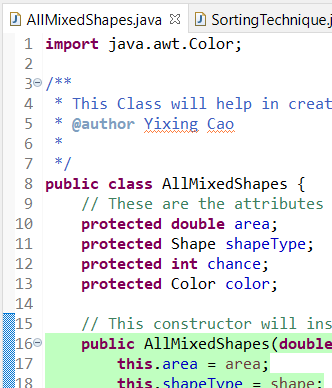 AllMixedShapes.java SortingTechnique.j
1 import java.awt.Color;
2
3 /**
4 * This Class will help in creat
5 * @author Yixing Cao
6 *
7 */
8 public class AllMixedShapes {
9 // These are the attributes
10 protected double area;
11 protected Shape shapeType;
12 protected int chance;
13 protected Color color;
14
15 // This constructor will ins
16 public AllMixedShapes(double
17 this.area = area;
18 this.shapeType = shape;